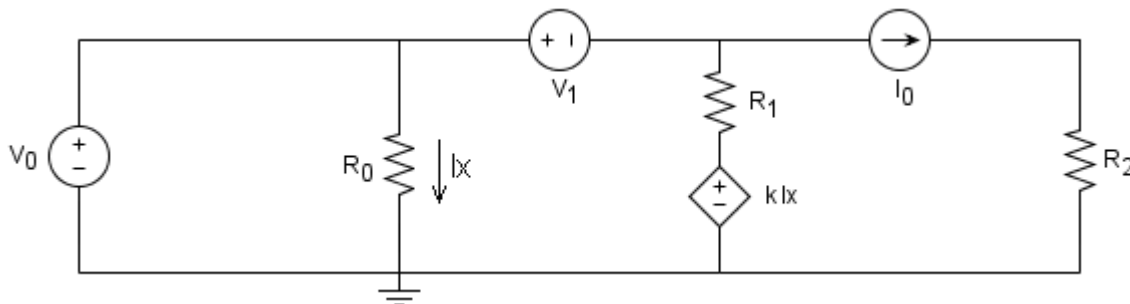 V0
+
−
R0
Ix
+ −
V1
R1
+
−
k Ix
I0
R2